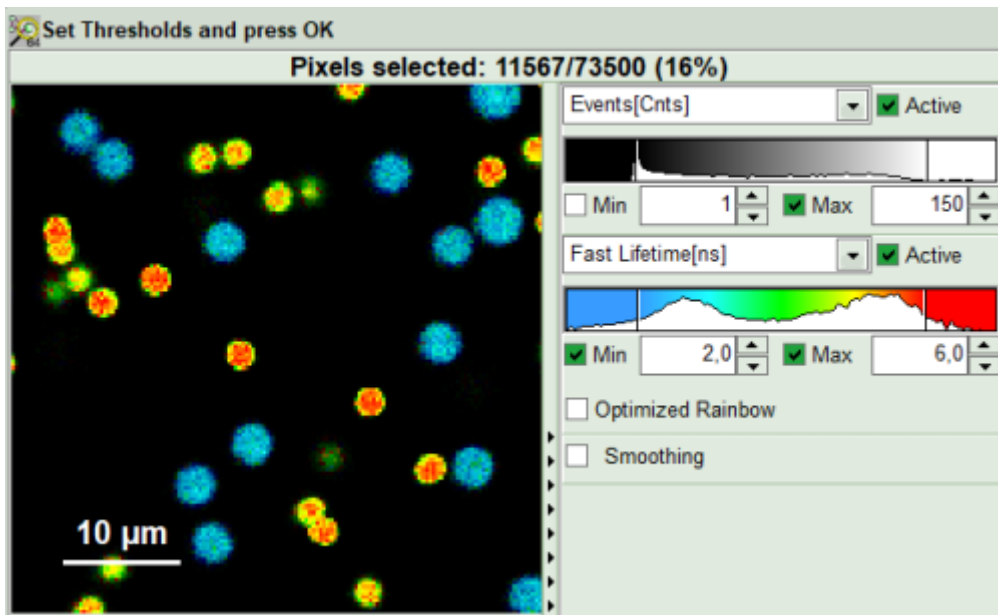 64 Set Thresholds and press OK
Pixels selected: 11567/73500 (16%)
Events[Cnts] Active
Min 1 Max 150
Fast Lifetime[ns] Active
Min 2,0 Max 6,0
Optimized Rainbow
Smoothing
10 µm